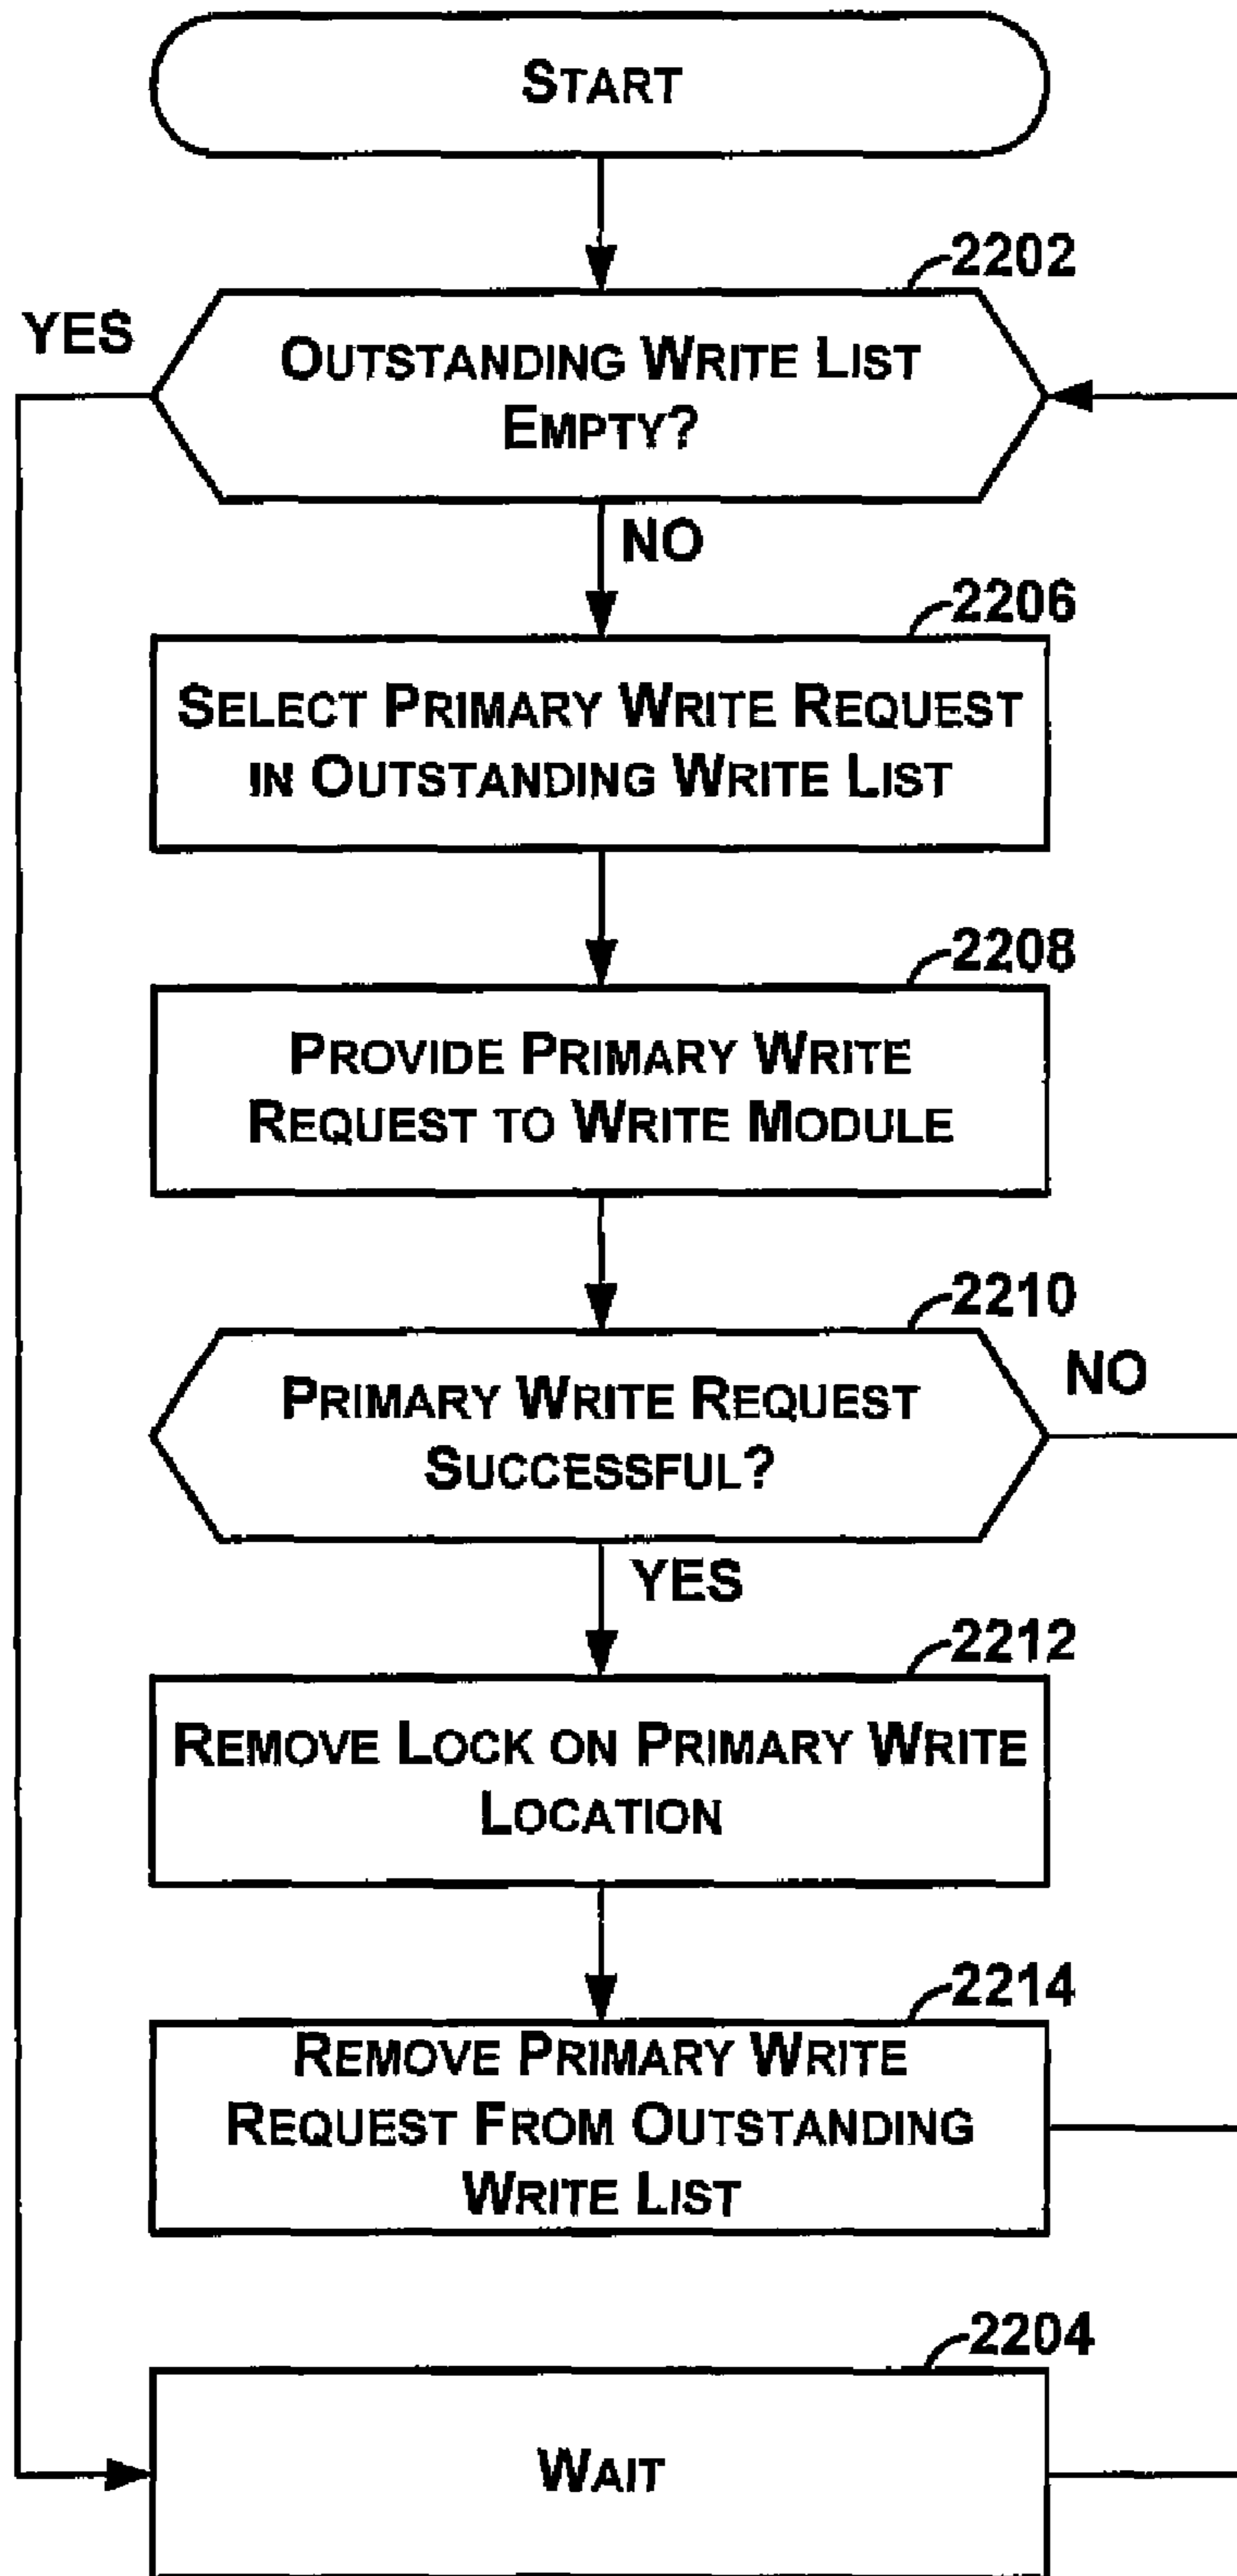 START
2202
YES
OUTSTANDING WRITE LIST
EMPTY?
NO
2206
SELECT PRIMARY WRITE REQUEST
IN OUTSTANDING WRITE LIST
2208
PROVIDE PRIMARY WRITE
REQUEST TO WRITE MODULE
2210
NO
PRIMARY WRITE REQUEST
SUCCESSFUL?
YES
2212
REMOVE LOCK ON PRIMARY WRITE
LOCATION
2214
REMOVE PRIMARY WRITE
REQUEST FROM OUTSTANDING
WRITE LIST
2204
WAIT